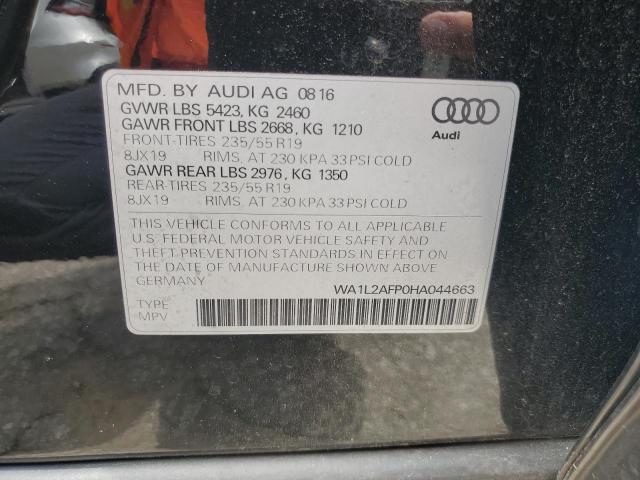 MFD. BY AUDI AG 08 16
GVWR LBS 5423, KG 2460
GAWR FRONT LBS 2668, KG 1210
FRONT-TIRES 235/55 R19
8JX19 RIMS, AT 230 KPA 33 PSI COLD
GAWR REAR LBS 2976, KG 1350
REAR-TIRES 235/55 R19
8JX19 RIMS, AT 230 KPA 33 PSI COLD
Audi
THIS VEHICLE CONFORMS TO ALL APPLICABLE
U.S. FEDERAL MOTOR VEHICLE SAFETY AND
THEFT PREVENTION STANDARDS IN EFFECT ON
THE DATE OF MANUFACTURE SHOWN ABOVE
GERMANY
WA1L2AFP0HA044663
TYPE
MPV